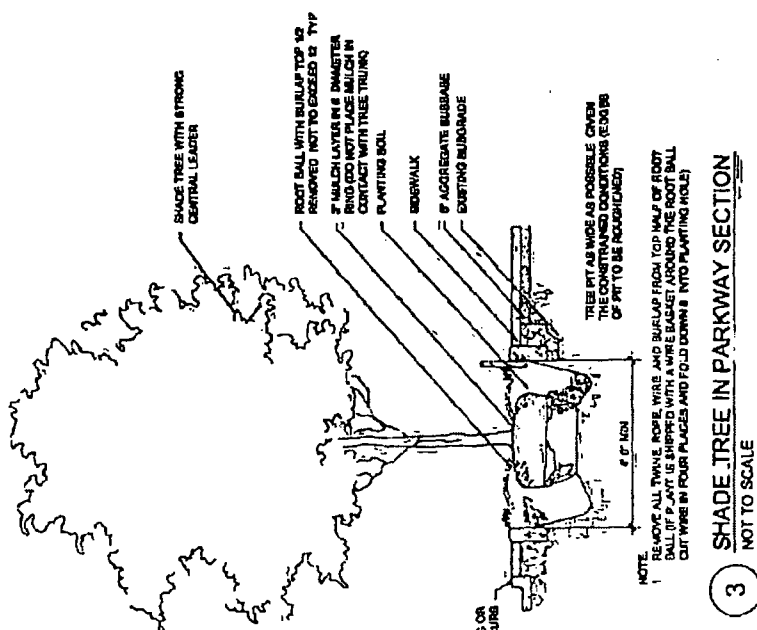 SHADE TREE WITH STRONG
CENTRAL LEADER
ROOT BALL WITH BURLAP TOP 1/2
REMOVED NOT TO EXCEED 12 TYP
3" MULCH LAYER IN 6 DIAMETER
RING (DO NOT PLACE MULCH IN
CONTACT WITH TREE TRUNK)
PLANTING SOIL
SIDEWALK
6" AGGREGATE SUBBASE
EXISTING SUBGRADE
TREE PIT AS WIDE AS POSSIBLE GIVEN
THE CONSTRAINED CONDITIONS (EDGES
OF PIT TO BE ROUGHENED)
OR
CURB
4' 0" MIN
NOTE
1 REMOVE ALL TWINE, ROPE, WIRE AND BURLAP FROM TOP HALF OF ROOT
BALL (IF PLANT IS SHIPPED WITH A WIRE BASKET AROUND THE ROOT BALL
CUT WIRE IN FOUR PLACES AND FOLD DOWN 8 INTO PLANTING HOLE)
3
SHADE TREE IN PARKWAY SECTION
NOT TO SCALE